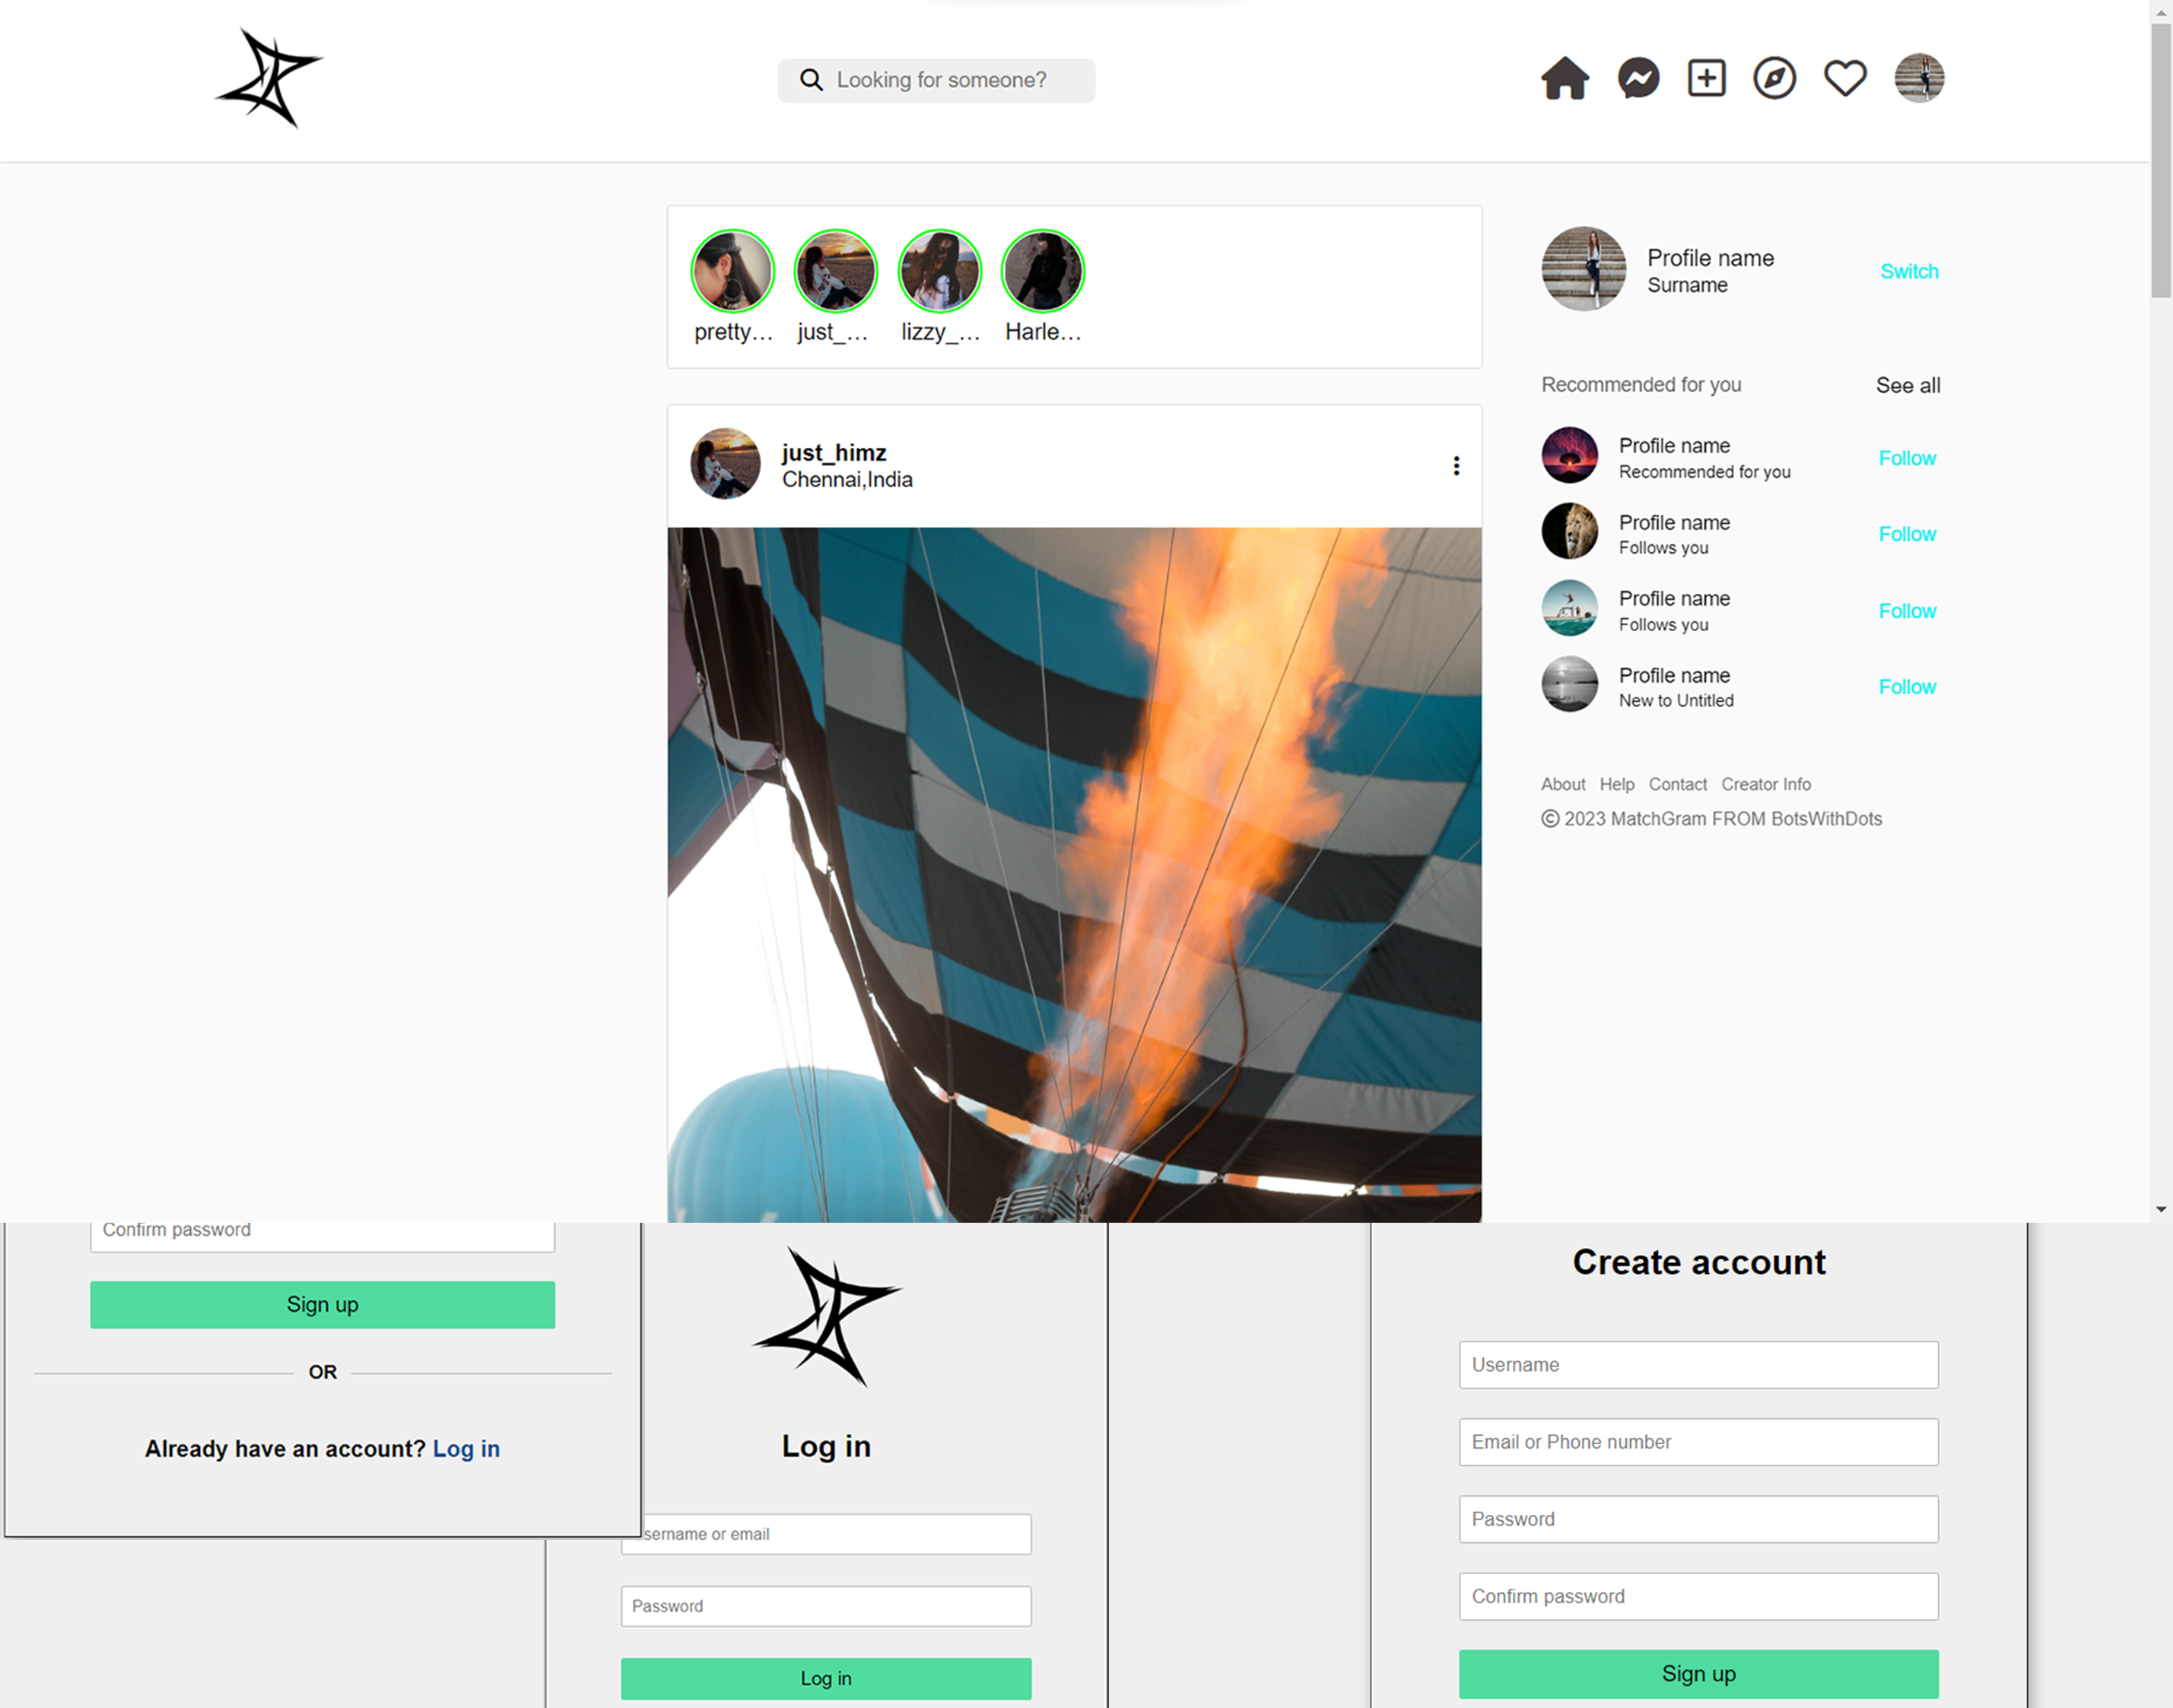 Looking for someone?
pretty... just_... lizzy_... Harle...
just_himz
Chennai,India
Profile name
Surname
Switch
Recommended for you See all
Profile name
Recommended for you
Follow
Profile name
Follows you
Follow
Profile name
Follows you
Follow
Profile name
New to Untitled
Follow
About Help Contact Creator Info
© 2023 MatchGram FROM BotsWithDots
Confirm password
Sign up
OR
Already have an account? Log in
Log in
sername or email
Password
Log in
Create account
Username
Email or Phone number
Password
Confirm password
Sign up